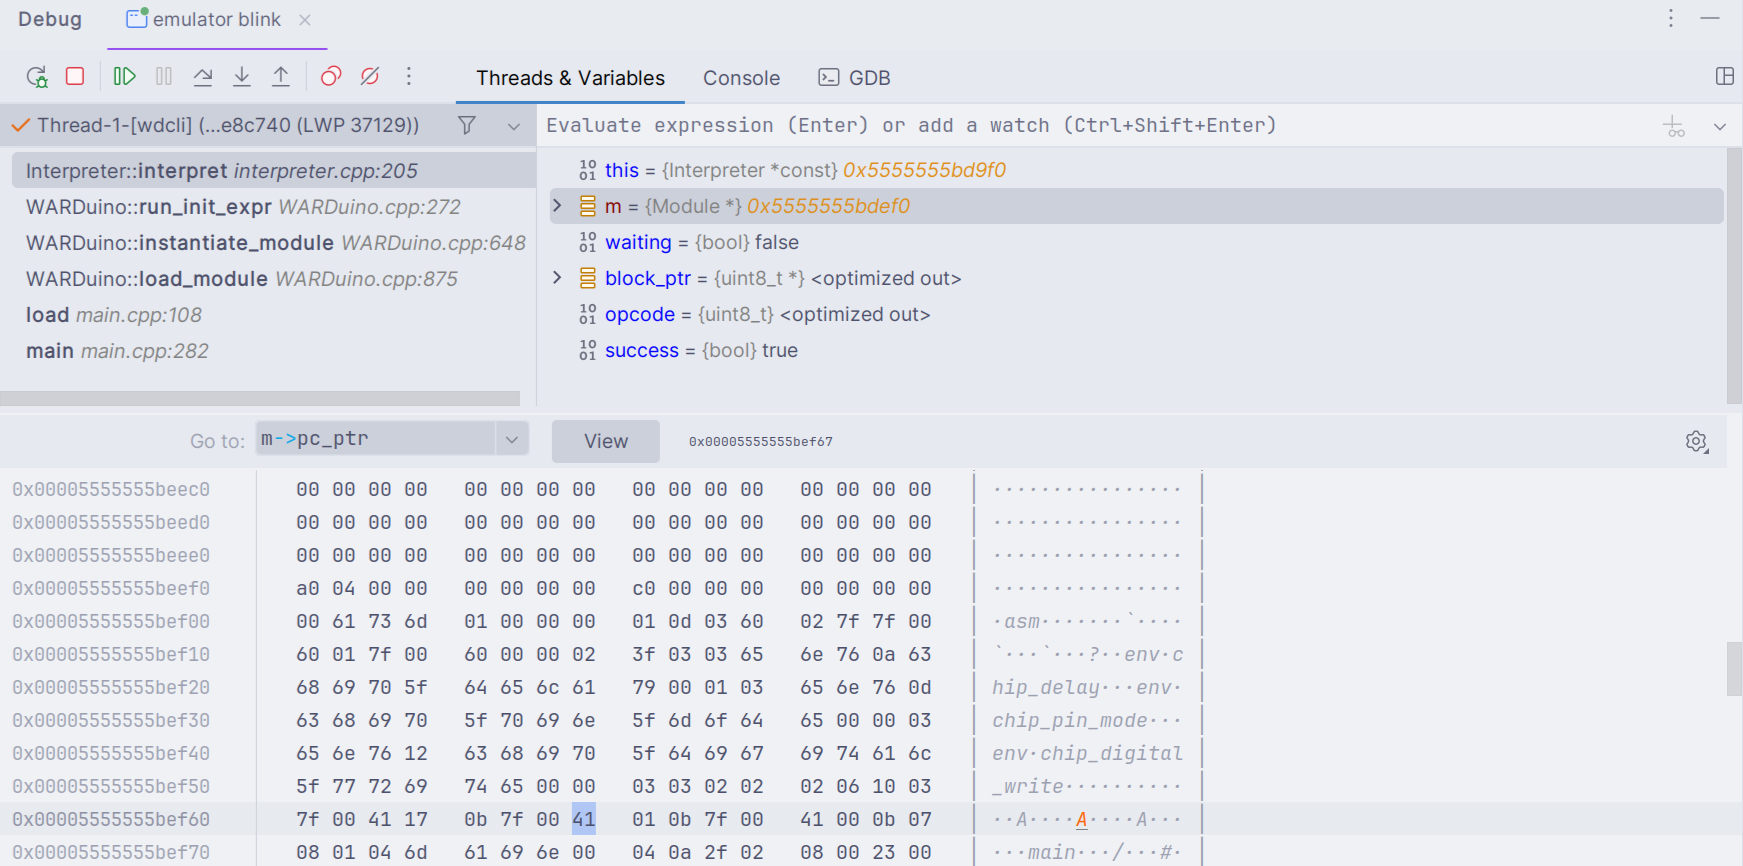 Debug emulator blink
Threads & Variables Console GDB
Thread-1-[wdcli] (...e8c740 (LWP 37129)) Evaluate expression (Enter) or add a watch (Ctrl+Shift+Enter)
Interpreter::interpret interpreter.cpp:205
WARDuino::run_init_expr WARDuino.cpp:272
WARDuino::instantiate_module WARDuino.cpp:648
WARDuino::load_module WARDuino.cpp:875
load main.cpp:108
main main.cpp:282
this = {Interpreter *const} 0x5555555bd9f0
m = {Module *} 0x5555555bdef0
waiting = {bool} false
block_ptr = {uint8_t *} <optimized out>
opcode = {uint8_t} <optimized out>
success = {bool} true
Go to: m->pc_ptr View 0x00005555555bef67
0x00005555555beec0 00 00 00 00 00 00 00 00 00 00 00 00 00 00 00 00 ················
0x00005555555beed0 00 00 00 00 00 00 00 00 00 00 00 00 00 00 00 00 ················
0x00005555555beee0 00 00 00 00 00 00 00 00 00 00 00 00 00 00 00 00 ················
0x00005555555beef0 a0 04 00 00 00 00 00 00 c0 00 00 00 00 00 00 00 ················
0x00005555555bef00 00 61 73 6d 01 00 00 00 01 0d 03 60 02 7f 7f 00 ·asm·······`····
0x00005555555bef10 60 01 7f 00 60 00 00 02 3f 03 03 65 6e 76 0a 63 `···`···?··env·c
0x00005555555bef20 68 69 70 5f 64 65 6c 61 79 00 01 03 65 6e 76 0d hip_delay···env·
0x00005555555bef30 63 68 69 70 5f 70 69 6e 5f 6d 6f 64 65 00 00 03 chip_pin_mode···
0x00005555555bef40 65 6e 76 12 63 68 69 70 5f 64 69 67 69 74 61 6c env·chip_digital
0x00005555555bef50 5f 77 72 69 74 65 00 00 03 03 02 02 02 06 10 03 _write··········
0x00005555555bef60 7f 00 41 17 0b 7f 00 41 01 0b 7f 00 41 00 0b 07 ··A····A····A···
0x00005555555bef70 08 01 04 6d 61 69 6e 00 04 0a 2f 02 08 00 23 00 ···main···/···#·